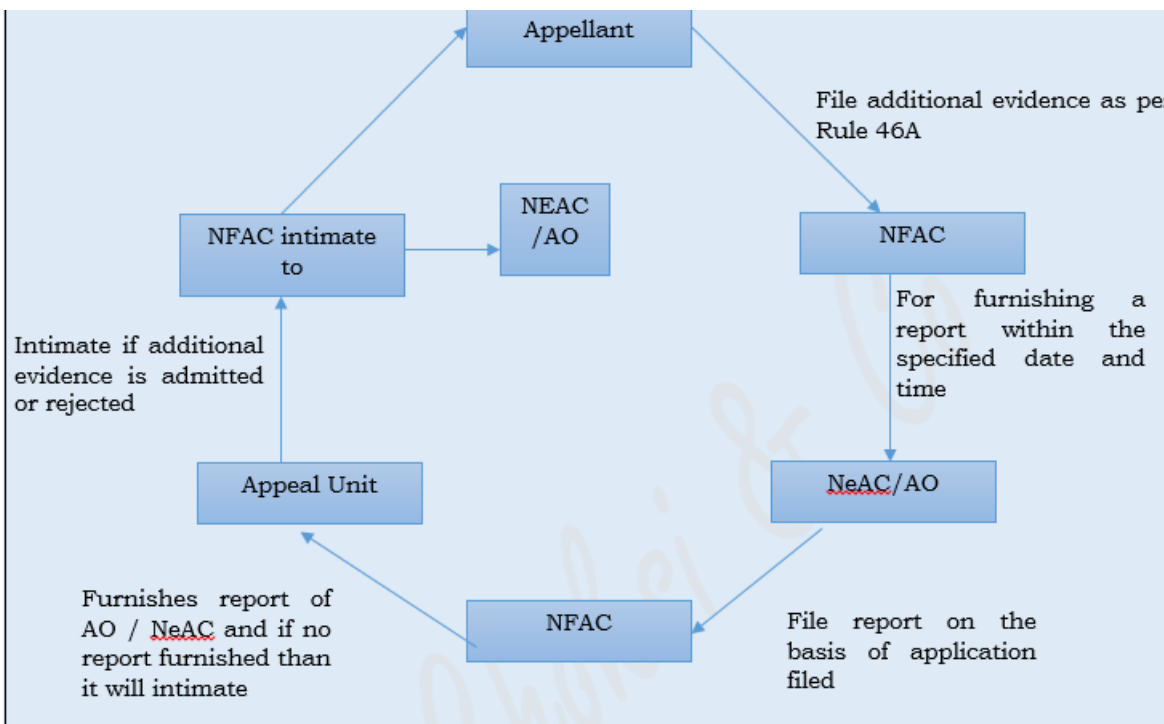 Appellant
File additional evidence as pe
Rule 46A
NFAC
For furnishing a
report within the
specified date and
time
NeAC/AO
File report on the
basis of application
filed
NFAC
Furnishes report of
AO / NeAC and if no
report furnished than
it will intimate
Appeal Unit
Intimate if additional
evidence is admitted
or rejected
NFAC intimate
to
NEAC
/AO
Choksi & Co